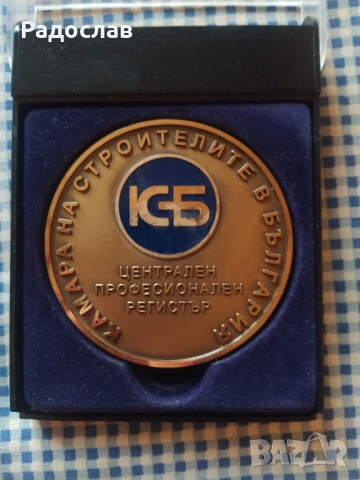 Радослав
КАМАРА НА СТРОИТЕЛИТЕ В БЪЛГАРИЯ
КСБ
ЦЕНТРАЛЕН
ПРОФЕСИОНАЛЕН
РЕГИСТЪР
BAZAR